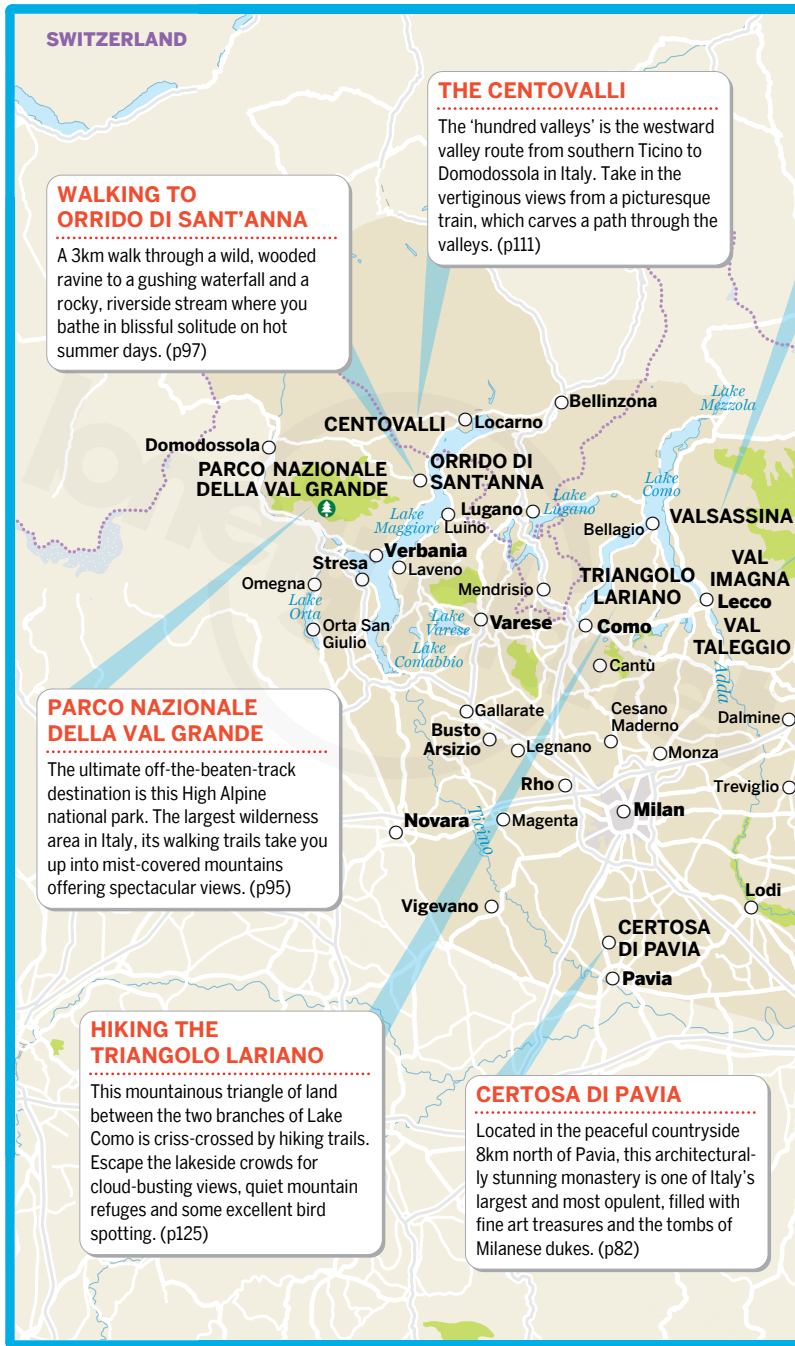 SWITZERLAND
THE CENTOVALLI
The ‘hundred valleys’ is the westward
valley route from southern Ticino to
Domodossola in Italy. Take in the
vertiginous views from a picturesque
train, which carves a path through the
valleys. (p111)
WALKING TO
ORRIDO DI SANT’ANNA
A 3km walk through a wild, wooded
ravine to a gushing waterfall and a
rocky, riverside stream where you
bathe in blissful solitude on hot
summer days. (p97)
Lake
Mezzola
Bellinzona
CENTOVALLI
Locarno
Domodossola
PARCO NAZIONALE
DELLA VAL GRANDE
ORRIDO DI
SANT'ANNA
Lake
Como
Lake
Lugano
Lugano
Lake
Maggiore
Luino
Bellagio
VALSASSINA
Verbania
Stresa
Laveno
VAL
IMAGNA
Omegna
Mendrisio
TRIANGOLO
LARIANO
Lecco
Lake
Orta
Orta San
Giulio
Lake
Varese
Varese
Como
VAL
TALEGGIO
Lake
Comabbio
Cantù
Adda
PARCO NAZIONALE
DELLA VAL GRANDE
The ultimate off-the-beaten-track
destination is this High Alpine
national park. The largest wilderness
area in Italy, its walking trails take you
up into mist-covered mountains
offering spectacular views. (p95)
Gallarate
Cesano
Maderno
Dalmine
Busto
Arsizio
Legnano
Monza
Rho
Treviglio
Ticino
Novara
Magenta
Milan
Vigevano
Lodi
CERTOSA
DI PAVIA
Pavia
HIKING THE
TRIANGOLO LARIANO
This mountainous triangle of land
between the two branches of Lake
Como is criss-crossed by hiking trails.
Escape the lakeside crowds for
cloud-busting views, quiet mountain
refuges and some excellent bird
spotting. (p125)
CERTOSA DI PAVIA
Located in the peaceful countryside
8km north of Pavia, this architectural-
ly stunning monastery is one of Italy’s
largest and most opulent, filled with
fine art treasures and the tombs of
Milanese dukes. (p82)